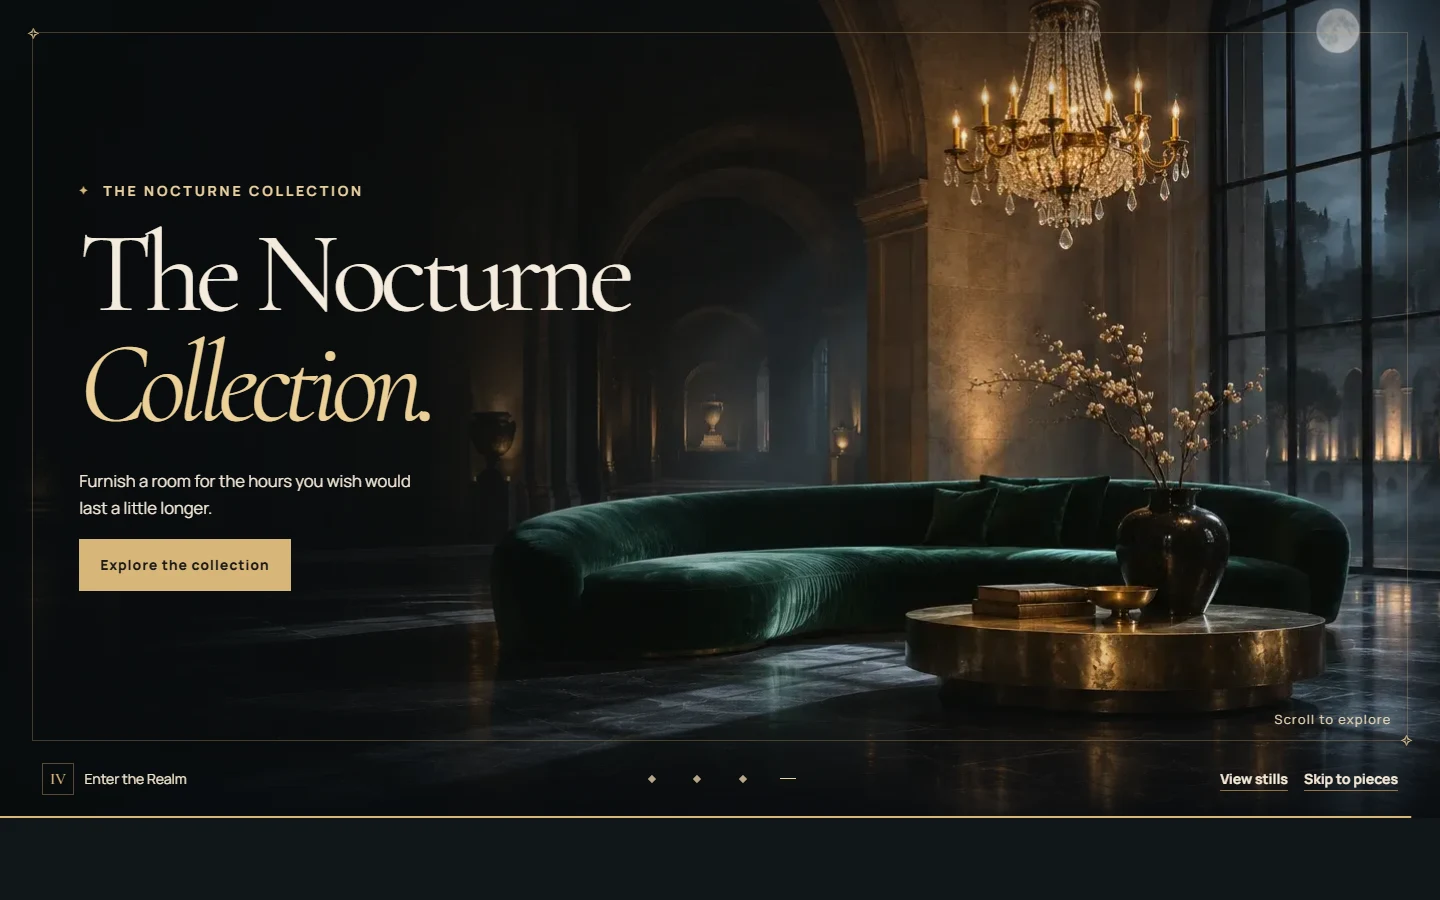 THE NOCTURNE COLLECTION
The Nocturne
Collection.
Furnish a room for the hours you wish would
last a little longer.
Explore the collection
Scroll to explore
IV Enter the Realm
View stills Skip to pieces